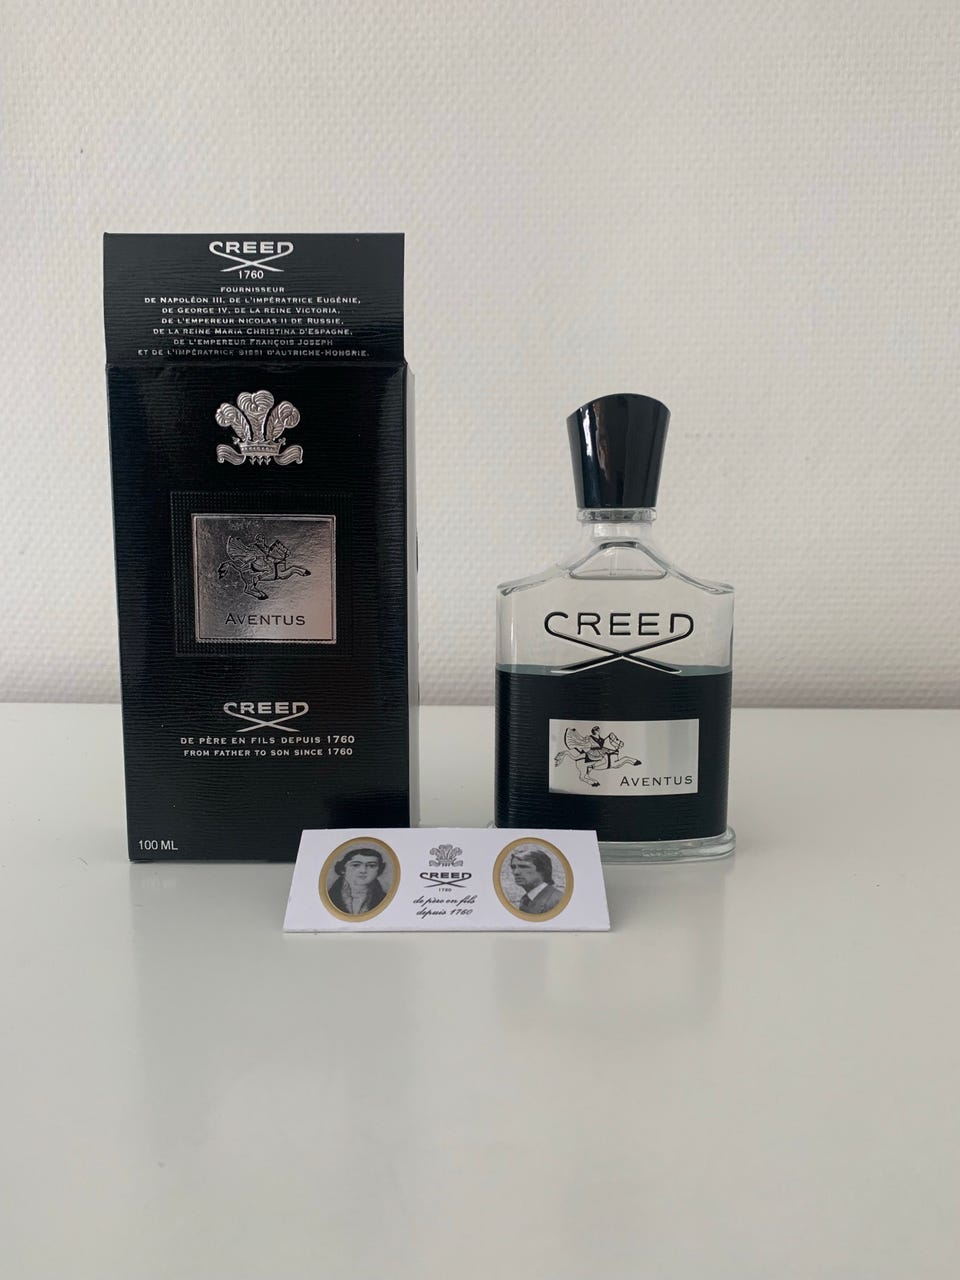 CREED
1760
FOURNISSEUR
DE NAPOLÉON III, DE L'IMPÉRATRICE EUGÉNIE,
DE GEORGE IV, DE LA REINE VICTORIA,
DE L'EMPEREUR NICOLAS II DE RUSSIE,
DE LA REINE MARIA CHRISTINA D'ESPAGNE,
DE L'EMPEREUR FRANÇOIS JOSEPH
ET DE L'IMPÉRATRICE SISSI D'AUTRICHE-HONGRIE.
AVENTUS
CREED
DE PÈRE EN FILS DEPUIS 1760
FROM FATHER TO SON SINCE 1760
100 ML
CREED
AVENTUS
CREED
1760
de père en fils
depuis 1760